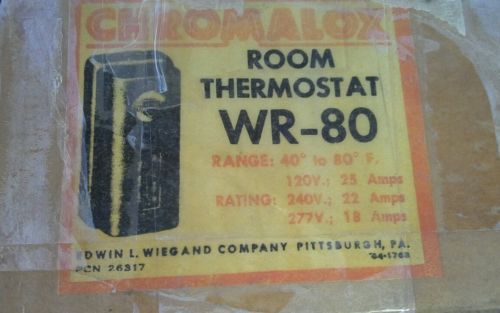 CHROMALOX
ROOM
THERMOSTAT
WR-80
RANGE: 40° to 80° F.
120V.; 25 Amps
RATING: 240V.; 22 Amps
277V.; 18 Amps
EDWIN L. WIEGAND COMPANY PITTSBURGH, PA.
PCN 26317 64-1768